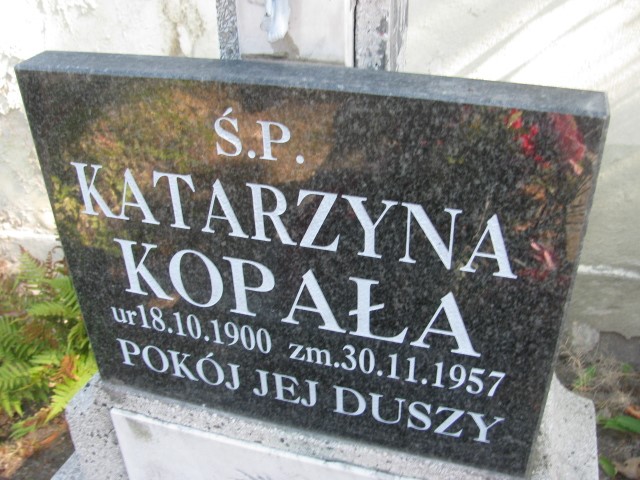 Ś.P.
KATARZYNA
KOPAŁA
ur18.10.1900 zm.30.11.1957
POKÓJ JEJ DUSZY